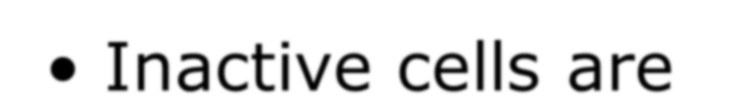 • Inactive cells are